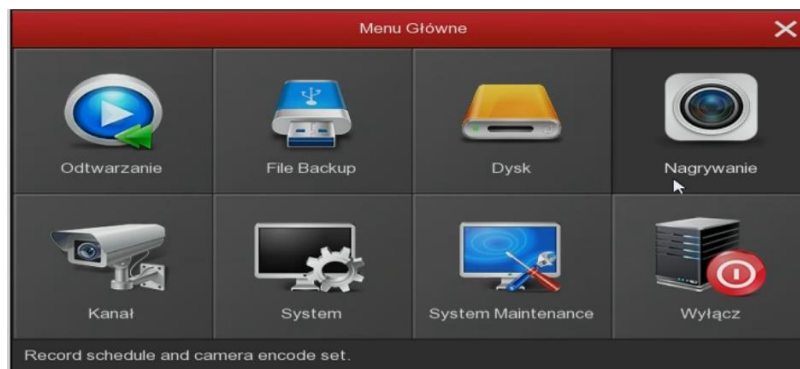 Menu Główne
Odtwarzanie
File Backup
Dysk
Nagrywanie
Kanał
System
System Maintenance
Wyłącz
Record schedule and camera encode set.